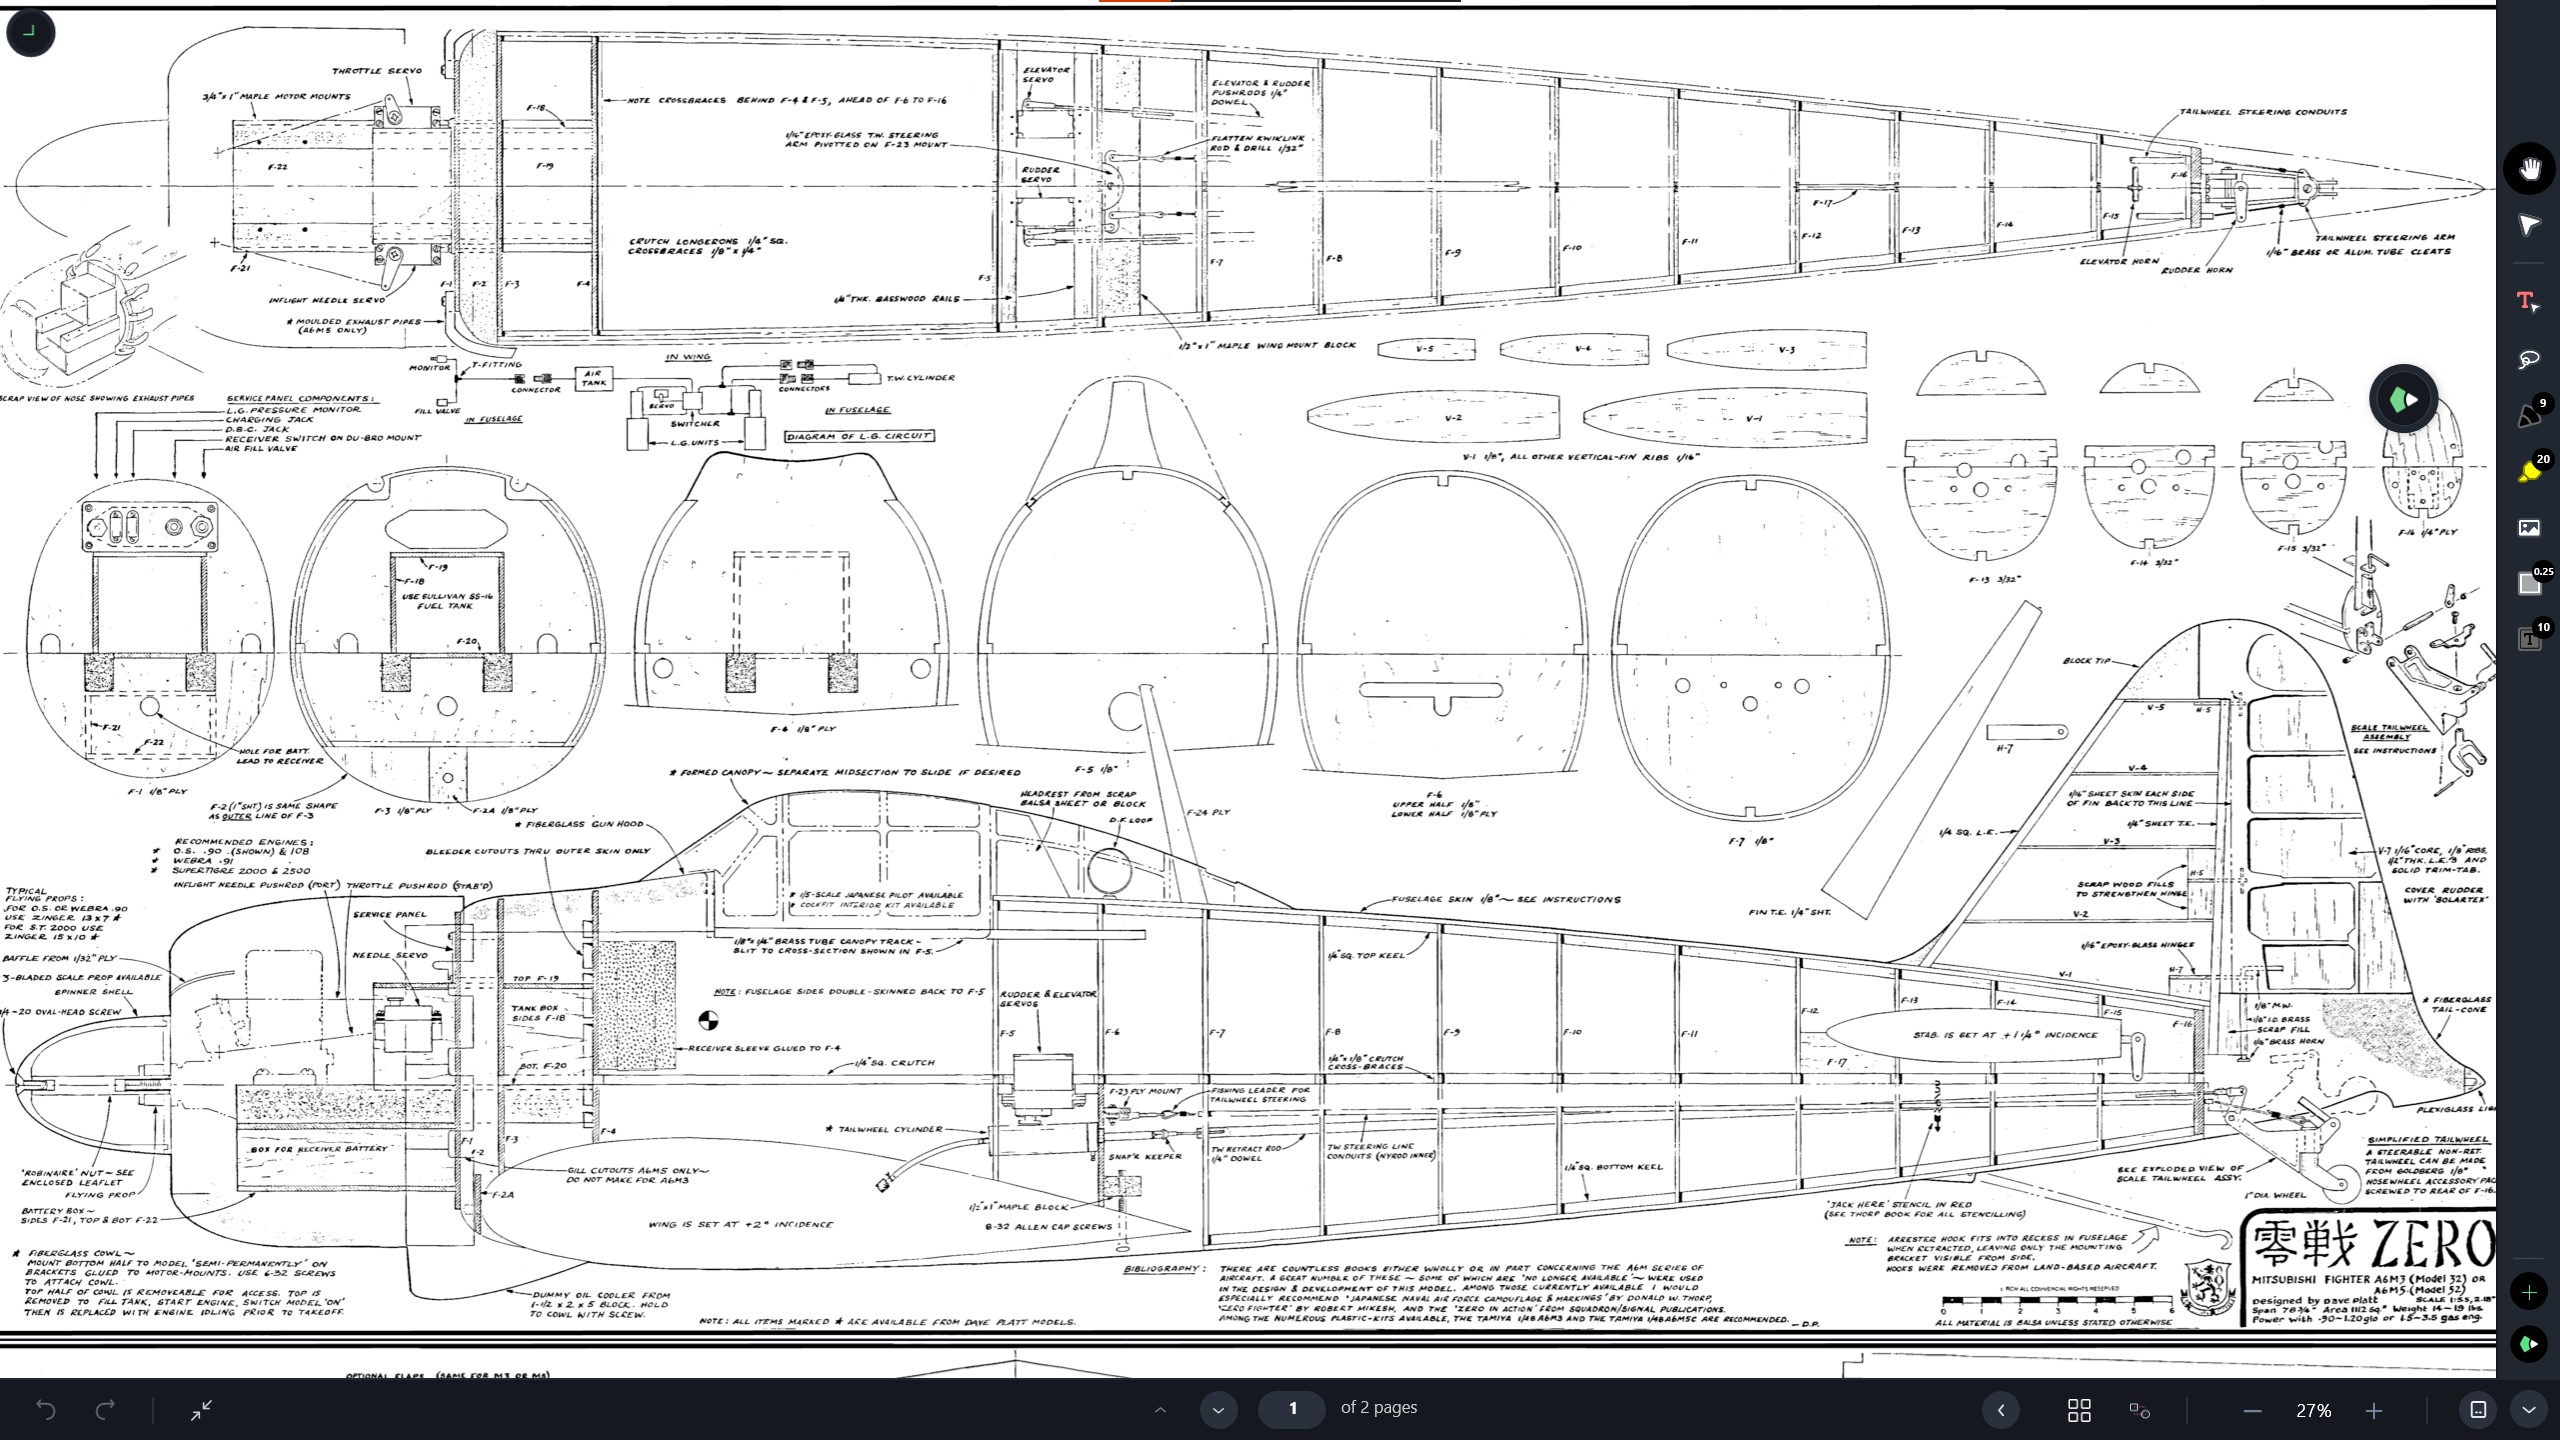 THROTTLE SERVO
3/4"x1" MAPLE MOTOR MOUNTS
F-18
NOTE CROSSBRACES BEHIND F-4 & F-5, AHEAD OF F-6 TO F-16
ELEVATOR
SERVO
ELEVATOR & RUDDER
PUSHRODS 1/4"
DOWEL
TAILWHEEL STEERING CONDUITS
1/16" EPOXY-GLASS T.W. STEERING
ARM PIVOTTED ON F-23 MOUNT
FLATTEN KWIKLINK
ROD & DRILL 1/32"
F-22
F-19
RUDDER
SERVO
F-16
F-17
F-15
F-14
F-13
F-12
F-11
F-10
F-9
F-8
F-7
CRUTCH LONGERONS 1/4" SQ.
CROSSBRACES 1/8" x 1/4"
TAILWHEEL STEERING ARM
1/16" BRASS OR ALUM. TUBE CLEATS
ELEVATOR HORN
RUDDER HORN
F-21
F-1
F-2
F-3
F-4
F-5
INFLIGHT NEEDLE SERVO
1/4" THK. BASSWOOD RAILS
* MOULDED EXHAUST PIPES
(A6M5 ONLY)
1/2"x1" MAPLE WING MOUNT BLOCK
V-5
V-4
V-3
SCRAP VIEW OF NOSE SHOWING EXHAUST PIPES
MONITOR
T-FITTING
CONNECTOR
AIR
TANK
IN WING
CONNECTORS
T.W. CYLINDER
FILL VALVE
IN FUSELAGE
SERVO
SWITCHER
IN FUSELAGE
L.G. UNITS
DIAGRAM OF L.G. CIRCUIT
SERVICE PANEL COMPONENTS:
L.G. PRESSURE MONITOR
CHARGING JACK
D.B.C. JACK
RECEIVER SWITCH ON DU-BRO MOUNT
AIR FILL VALVE
V-2
V-1
V-1 1/8", ALL OTHER VERTICAL-FIN RIBS 1/16"
F-13 3/32"
F-14 3/32"
F-15 3/32"
F-16 1/4" PLY
F-19
F-18
USE SULLIVAN SS-16
FUEL TANK
F-20
F-21
F-22
HOLE FOR BATT.
LEAD TO RECEIVER
F-1 1/8" PLY
F-2 (1" SHT) IS SAME SHAPE
AS OUTER LINE OF F-3
F-3 1/8" PLY
F-2A 1/8" PLY
F-4 1/8" PLY
F-5 1/8"
F-24 PLY
F-6
UPPER HALF 1/8"
LOWER HALF 1/8" PLY
F-7 1/8"
BLOCK TIP
V-5
H-5
H-7
SCALE TAILWHEEL
ASSEMBLY
SEE INSTRUCTIONS
V-4
1/16" SHEET SKIN EACH SIDE
OF FIN BACK TO THIS LINE
1/4" SHEET T.E.
1/4 SQ. L.E.
V-3
V-7 1/16" CORE, 1/8" RIBS,
1/2" THK. L.E.'S AND
SOLID TRIM-TAB.
H-5
SCRAP WOOD FILLS
TO STRENGTHEN HINGE
COVER RUDDER
WITH 'SOLARTEX'
FIN T.E. 1/4" SHT.
V-2
1/16" EPOXY-GLASS HINGES
H-7
V-1
* FORMED CANOPY ~ SEPARATE MIDSECTION TO SLIDE IF DESIRED
HEADREST FROM SCRAP
BALSA SHEET OR BLOCK
D.F. LOOP
* FIBERGLASS GUN HOOD
BLEEDER CUTOUTS THRU OUTER SKIN ONLY
RECOMMENDED ENGINES:
* O.S. .90 (SHOWN) & 108
* WEBRA .91
* SUPERTIGRE 2000 & 2500
INFLIGHT NEEDLE PUSHROD (PORT)
THROTTLE PUSHROD (STAB'D)
TYPICAL
FLYING PROPS:
FOR O.S. OR WEBRA .90
USE ZINGER 13x7 *
FOR S.T. 2000 USE
ZINGER 15x10 *
SERVICE PANEL
NEEDLE SERVO
BAFFLE FROM 1/32" PLY
3-BLADED SCALE PROP AVAILABLE
SPINNER SHELL
1/4-20 OVAL-HEAD SCREW
* 1/5-SCALE JAPANESE PILOT AVAILABLE
* COCKPIT INTERIOR KIT AVAILABLE
FUSELAGE SKIN 1/8" ~ SEE INSTRUCTIONS
1/8"x1/4" BRASS TUBE CANOPY TRACK ~
SLIT TO CROSS-SECTION SHOWN IN F-5.
1/4" SQ. TOP KEEL
TOP F-19
TANK BOX
SIDES F-18
NOTE: FUSELAGE SIDES DOUBLE-SKINNED BACK TO F-5
RUDDER & ELEVATOR
SERVOS
F-5
F-6
F-7
F-8
F-9
F-10
F-11
F-12
F-13
F-14
F-15
F-16
F-17
STAB. IS SET AT +1 1/4° INCIDENCE
1/8" M.W.
1/8" I.D. BRASS
SCRAP FILL
1/16" BRASS HORN
* FIBERGLASS
TAIL-CONE
RECEIVER SLEEVE GLUED TO F-4
1/4" SQ. CRUTCH
1/4"x1/8" CRUTCH
CROSS-BRACES
BOT. F-20
F-23 PLY MOUNT
FISHING LEADER FOR
TAILWHEEL STEERING
F-1
F-2
F-3
F-4
* TAILWHEEL CYLINDER
SNAP'R KEEPER
TW RETRACT ROD
1/4" DOWEL
TW STEERING LINE
CONDUITS (NYROD INNER)
1/4" SQ. BOTTOM KEEL
PLEXIGLASS
BOX FOR RECEIVER BATTERY
'ROBINAIRE' NUT ~ SEE
ENCLOSED LEAFLET
FLYING PROP
BATTERY BOX ~
SIDES F-21, TOP & BOT F-22
F-2A
GILL CUTOUTS A6M5 ONLY ~
DO NOT MAKE FOR A6M3
WING IS SET AT +2° INCIDENCE
1/2"x1" MAPLE BLOCK
8-32 ALLEN CAP SCREWS
SEE EXPLODED VIEW OF
SCALE TAILWHEEL ASSY.
1" DIA. WHEEL
SIMPLIFIED TAILWHEEL
A STEERABLE NON-RET.
TAILWHEEL CAN BE MADE
FROM GOLDBERG 1/8"
NOSEWHEEL ACCESSORY PAC
SCREWED TO REAR OF F-16.
'JACK HERE' STENCIL IN RED
(SEE THORP BOOK FOR ALL STENCILLING)
NOTE: ARRESTER HOOK FITS INTO RECESS IN FUSELAGE
WHEN RETRACTED, LEAVING ONLY THE MOUNTING
BRACKET VISIBLE FROM SIDE.
HOOKS WERE REMOVED FROM LAND-BASED AIRCRAFT.
* FIBERGLASS COWL ~
MOUNT BOTTOM HALF TO MODEL 'SEMI-PERMANENTLY' ON
BRACKETS GLUED TO MOTOR-MOUNTS. USE 6-32 SCREWS
TO ATTACH COWL.
TOP HALF OF COWL IS REMOVEABLE FOR ACCESS. TOP IS
REMOVED TO FILL TANK, START ENGINE, SWITCH MODEL 'ON'
THEN IS REPLACED WITH ENGINE IDLING PRIOR TO TAKEOFF.
DUMMY OIL COOLER FROM
1-1/2 x 2 x 5 BLOCK. HOLD
TO COWL WITH SCREW.
NOTE: ALL ITEMS MARKED * ARE AVAILABLE FROM DAVE PLATT MODELS.
BIBLIOGRAPHY: THERE ARE COUNTLESS BOOKS EITHER WHOLLY OR IN PART CONCERNING THE A6M SERIES OF
AIRCRAFT. A GREAT NUMBER OF THESE ~ SOME OF WHICH ARE 'NO LONGER AVAILABLE' ~ WERE USED
IN THE DESIGN & DEVELOPMENT OF THIS MODEL. AMONG THOSE CURRENTLY AVAILABLE I WOULD
ESPECIALLY RECOMMEND 'JAPANESE NAVAL AIR FORCE CAMOUFLAGE & MARKINGS' BY DONALD W. THORP,
'ZERO FIGHTER' BY ROBERT MIKESH, AND THE 'ZERO IN ACTION' FROM SQUADRON/SIGNAL PUBLICATIONS.
AMONG THE NUMEROUS PLASTIC-KITS AVAILABLE, THE TAMIYA 1/48 A6M3 AND THE TAMIYA 1/48 A6M5C ARE RECOMMENDED. — D.P.
0 1 2 3 4 5 6
ALL MATERIAL IS BALSA UNLESS STATED OTHERWISE
零戦 ZERO
MITSUBISHI FIGHTER A6M3 (Model 32) OR
A6M5 (Model 52)
Designed by Dave Platt SCALE 1:5.5, 2.18"
Span 78 3/4" Area 1112 Sq." Weight 14~19 lbs
Power with .90~1.20 glo or 1.5~3.5 gas eng.
OPTIONAL FLAPS (SAME FOR M3 OR M5)
9
20
0.25
10
1 of 2 pages
27%